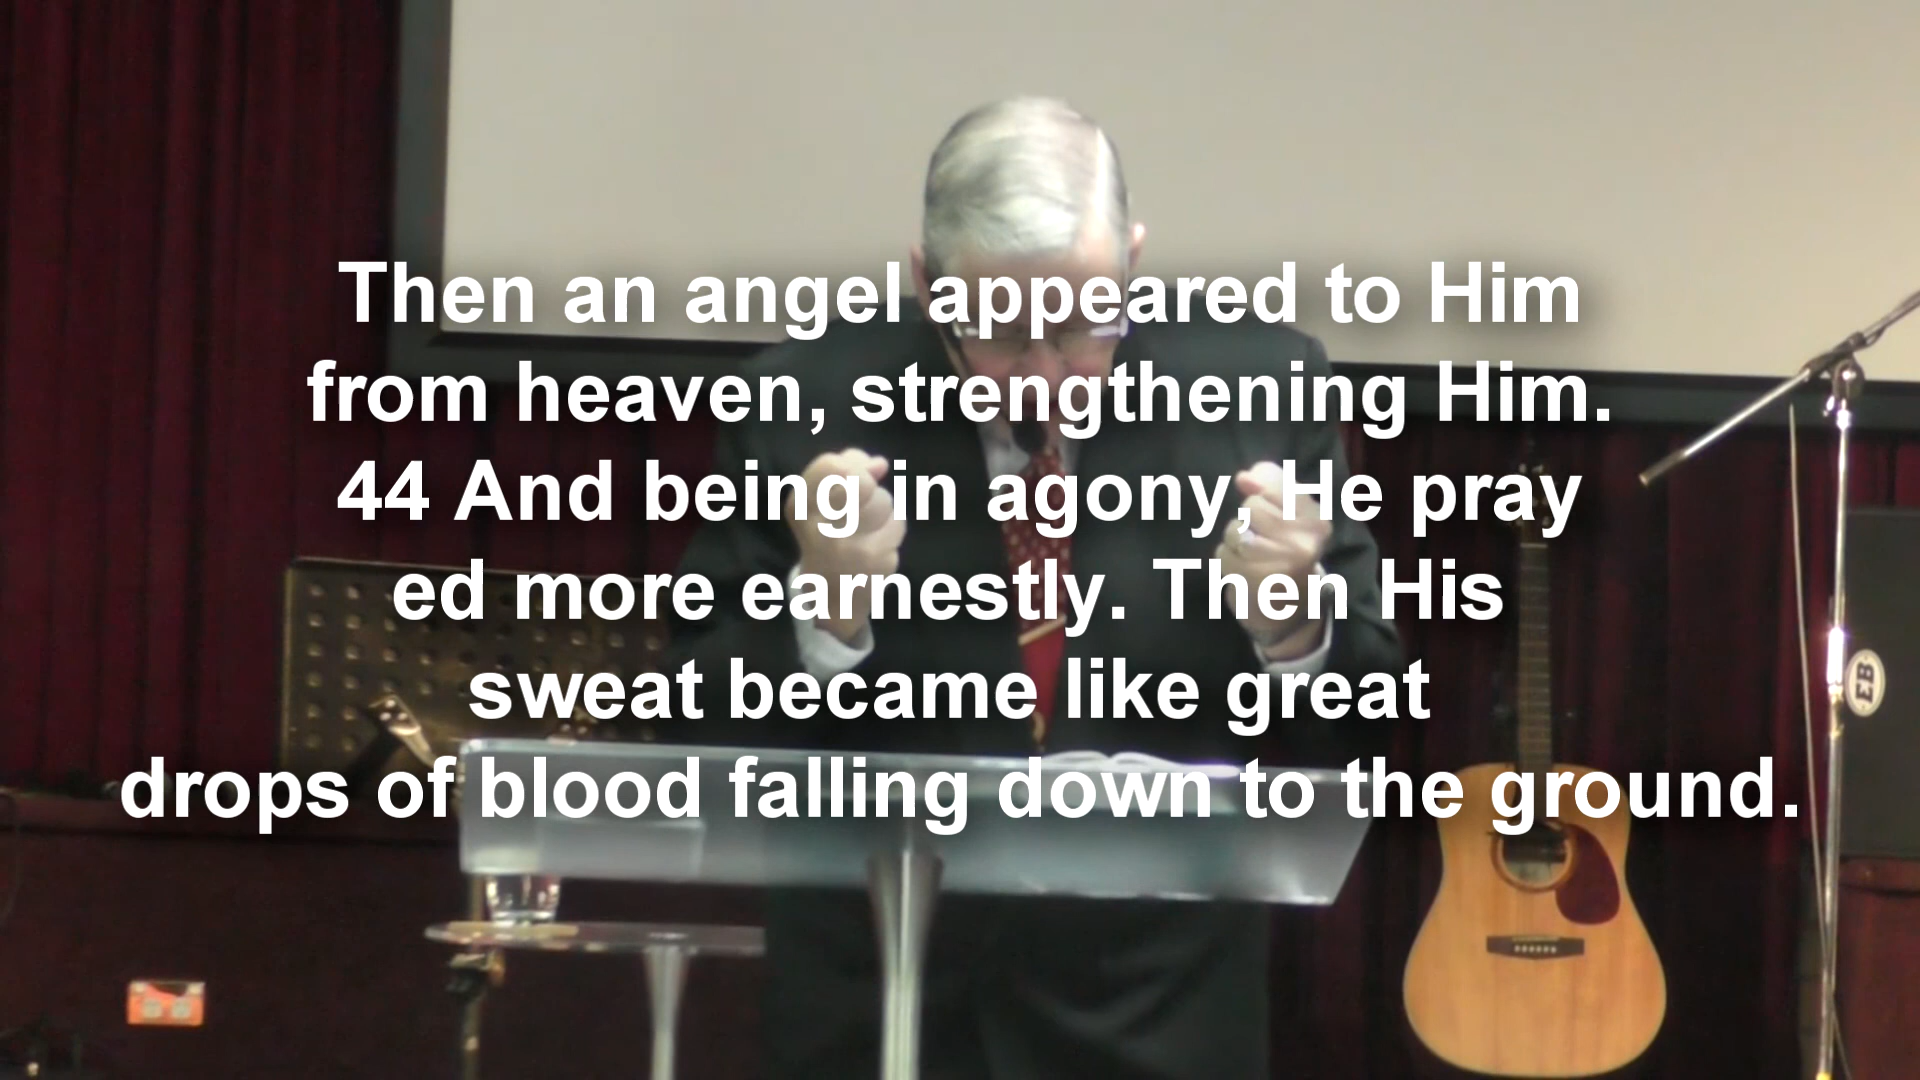 Then an angel appeared to Him
from heaven, strengthening Him.
44 And being in agony, He pray
ed more earnestly. Then His
sweat became like great
drops of blood falling down to the ground.
EB